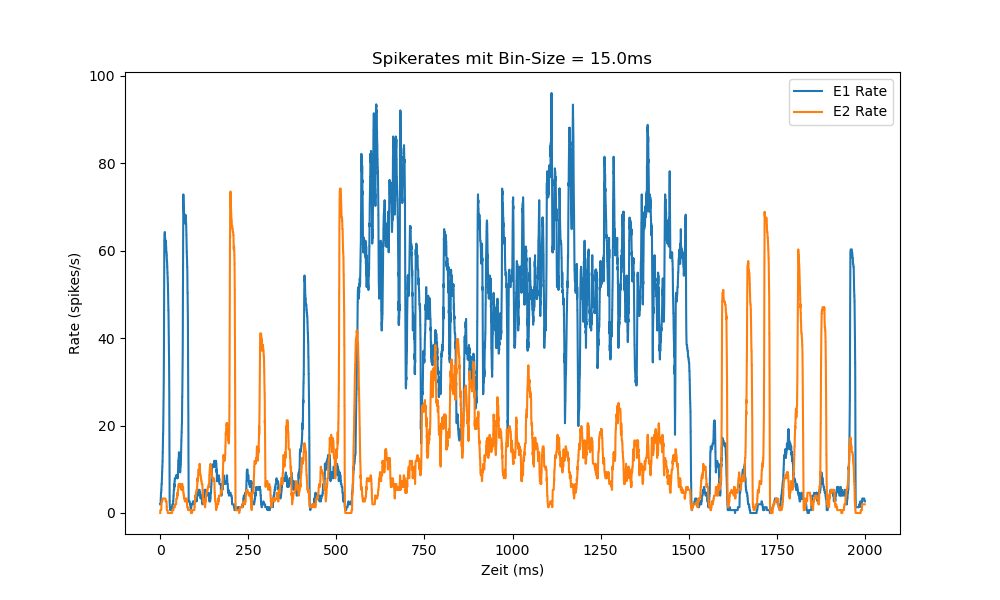 Spikerates mit Bin-Size = 15.0ms
E1 Rate
E2 Rate
Rate (spikes/s)
100
80
60
40
20
0
0 250 500 750 1000 1250 1500 1750 2000
Zeit (ms)